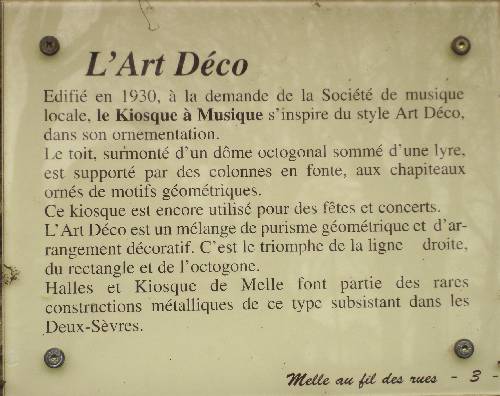 L'Art Déco
Edifié en 1930, à la demande de la Société de musique
locale, le Kiosque à Musique s'inspire du style Art Déco,
dans son ornementation.
Le toit, surmonté d'un dôme octogonal sommé d'une lyre,
est supporté par des colonnes en fonte, aux chapiteaux
ornés de motifs géométriques.
Ce kiosque est encore utilisé pour des fêtes et concerts.
L'Art Déco est un mélange de purisme géométrique et d'ar-
rangement décoratif. C'est le triomphe de la ligne droite,
du rectangle et de l'octogone.
Halles et Kiosque de Melle font partie des rares
constructions métalliques de ce type subsistant dans les
Deux-Sèvres.
Melle au fil des rues - 3 -